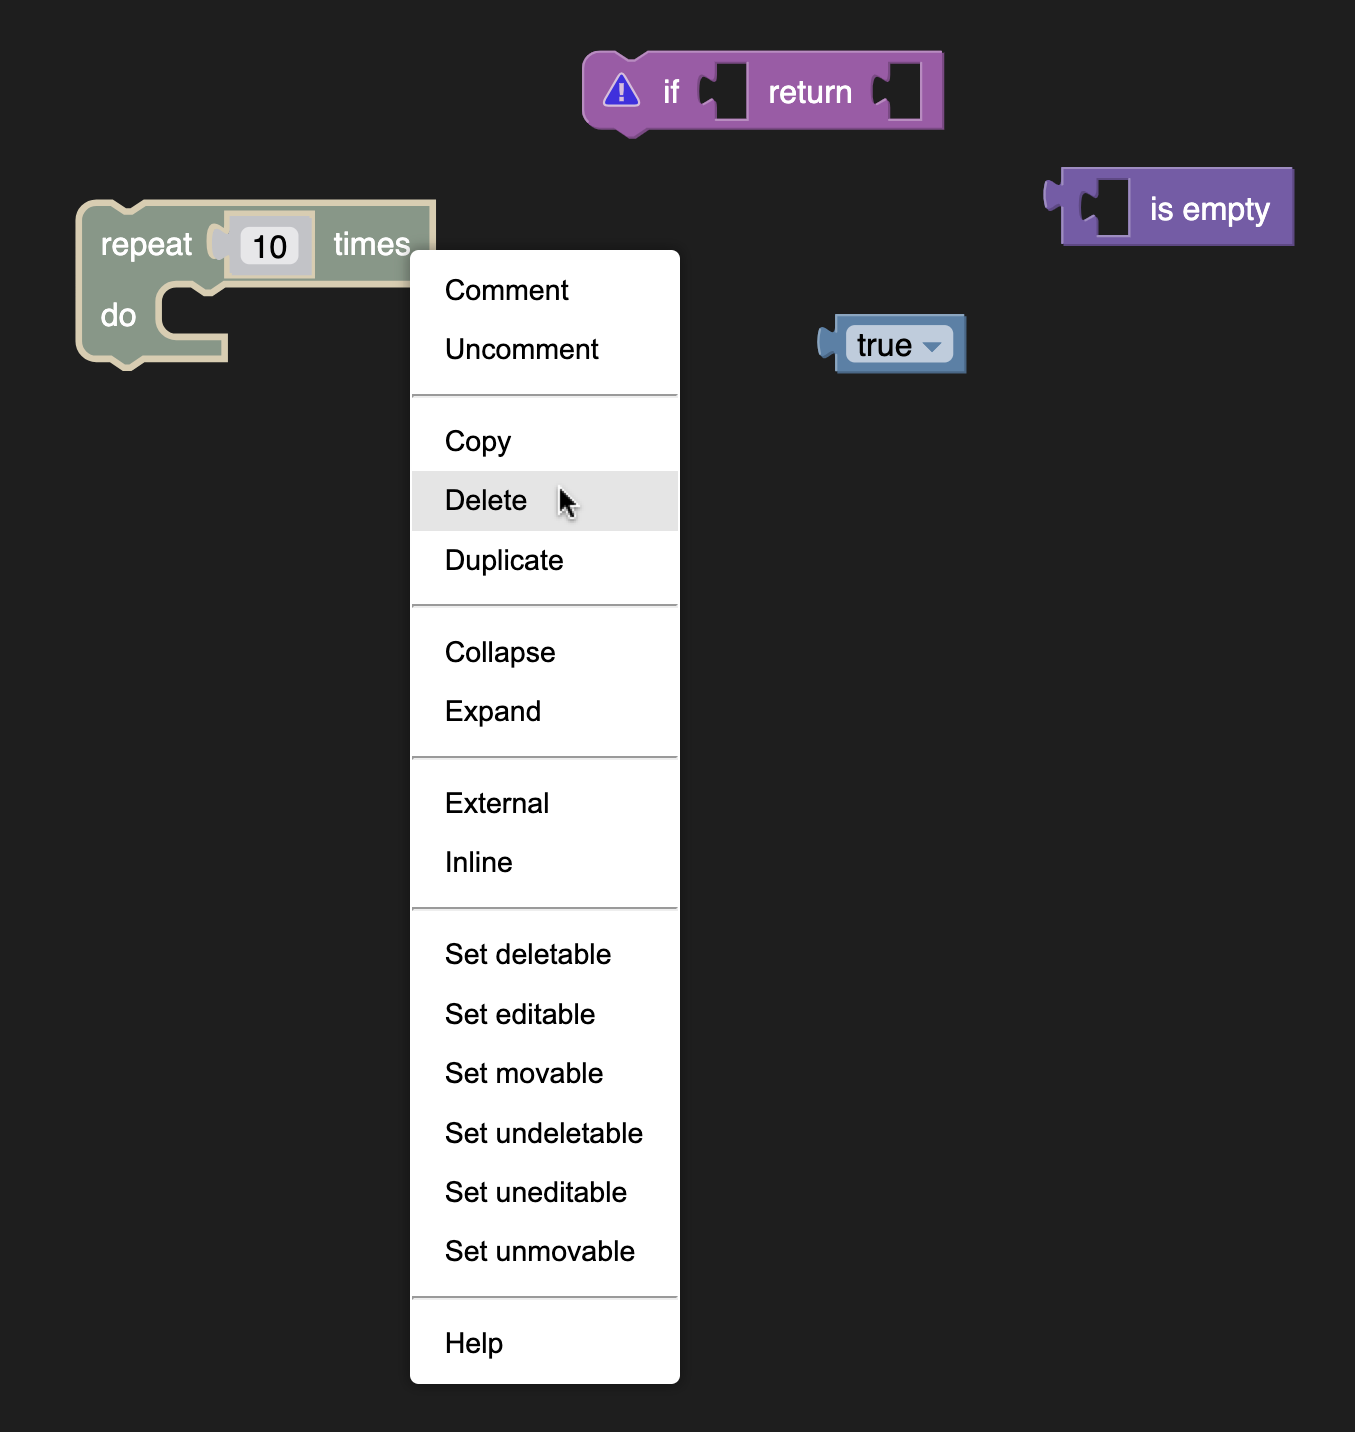 ! if return
is empty
repeat 10 times
do
true
Comment
Uncomment
Copy
Delete
Duplicate
Collapse
Expand
External
Inline
Set deletable
Set editable
Set movable
Set undeletable
Set uneditable
Set unmovable
Help